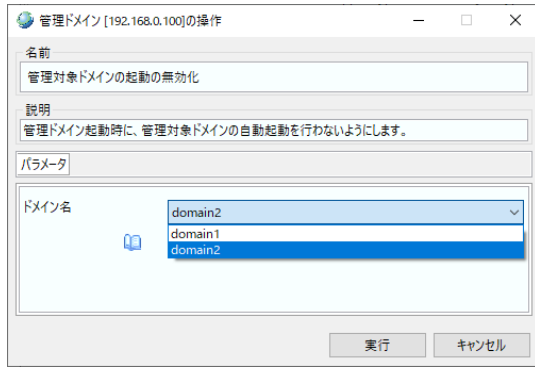 管理ドメイン [192.168.0.100]の操作
名前
管理対象ドメインの起動の無効化
説明
管理ドメイン起動時に、管理対象ドメインの自動起動を行わないようにします。
パラメータ
ドメイン名
domain2
domain1
domain2
実行
キャンセル